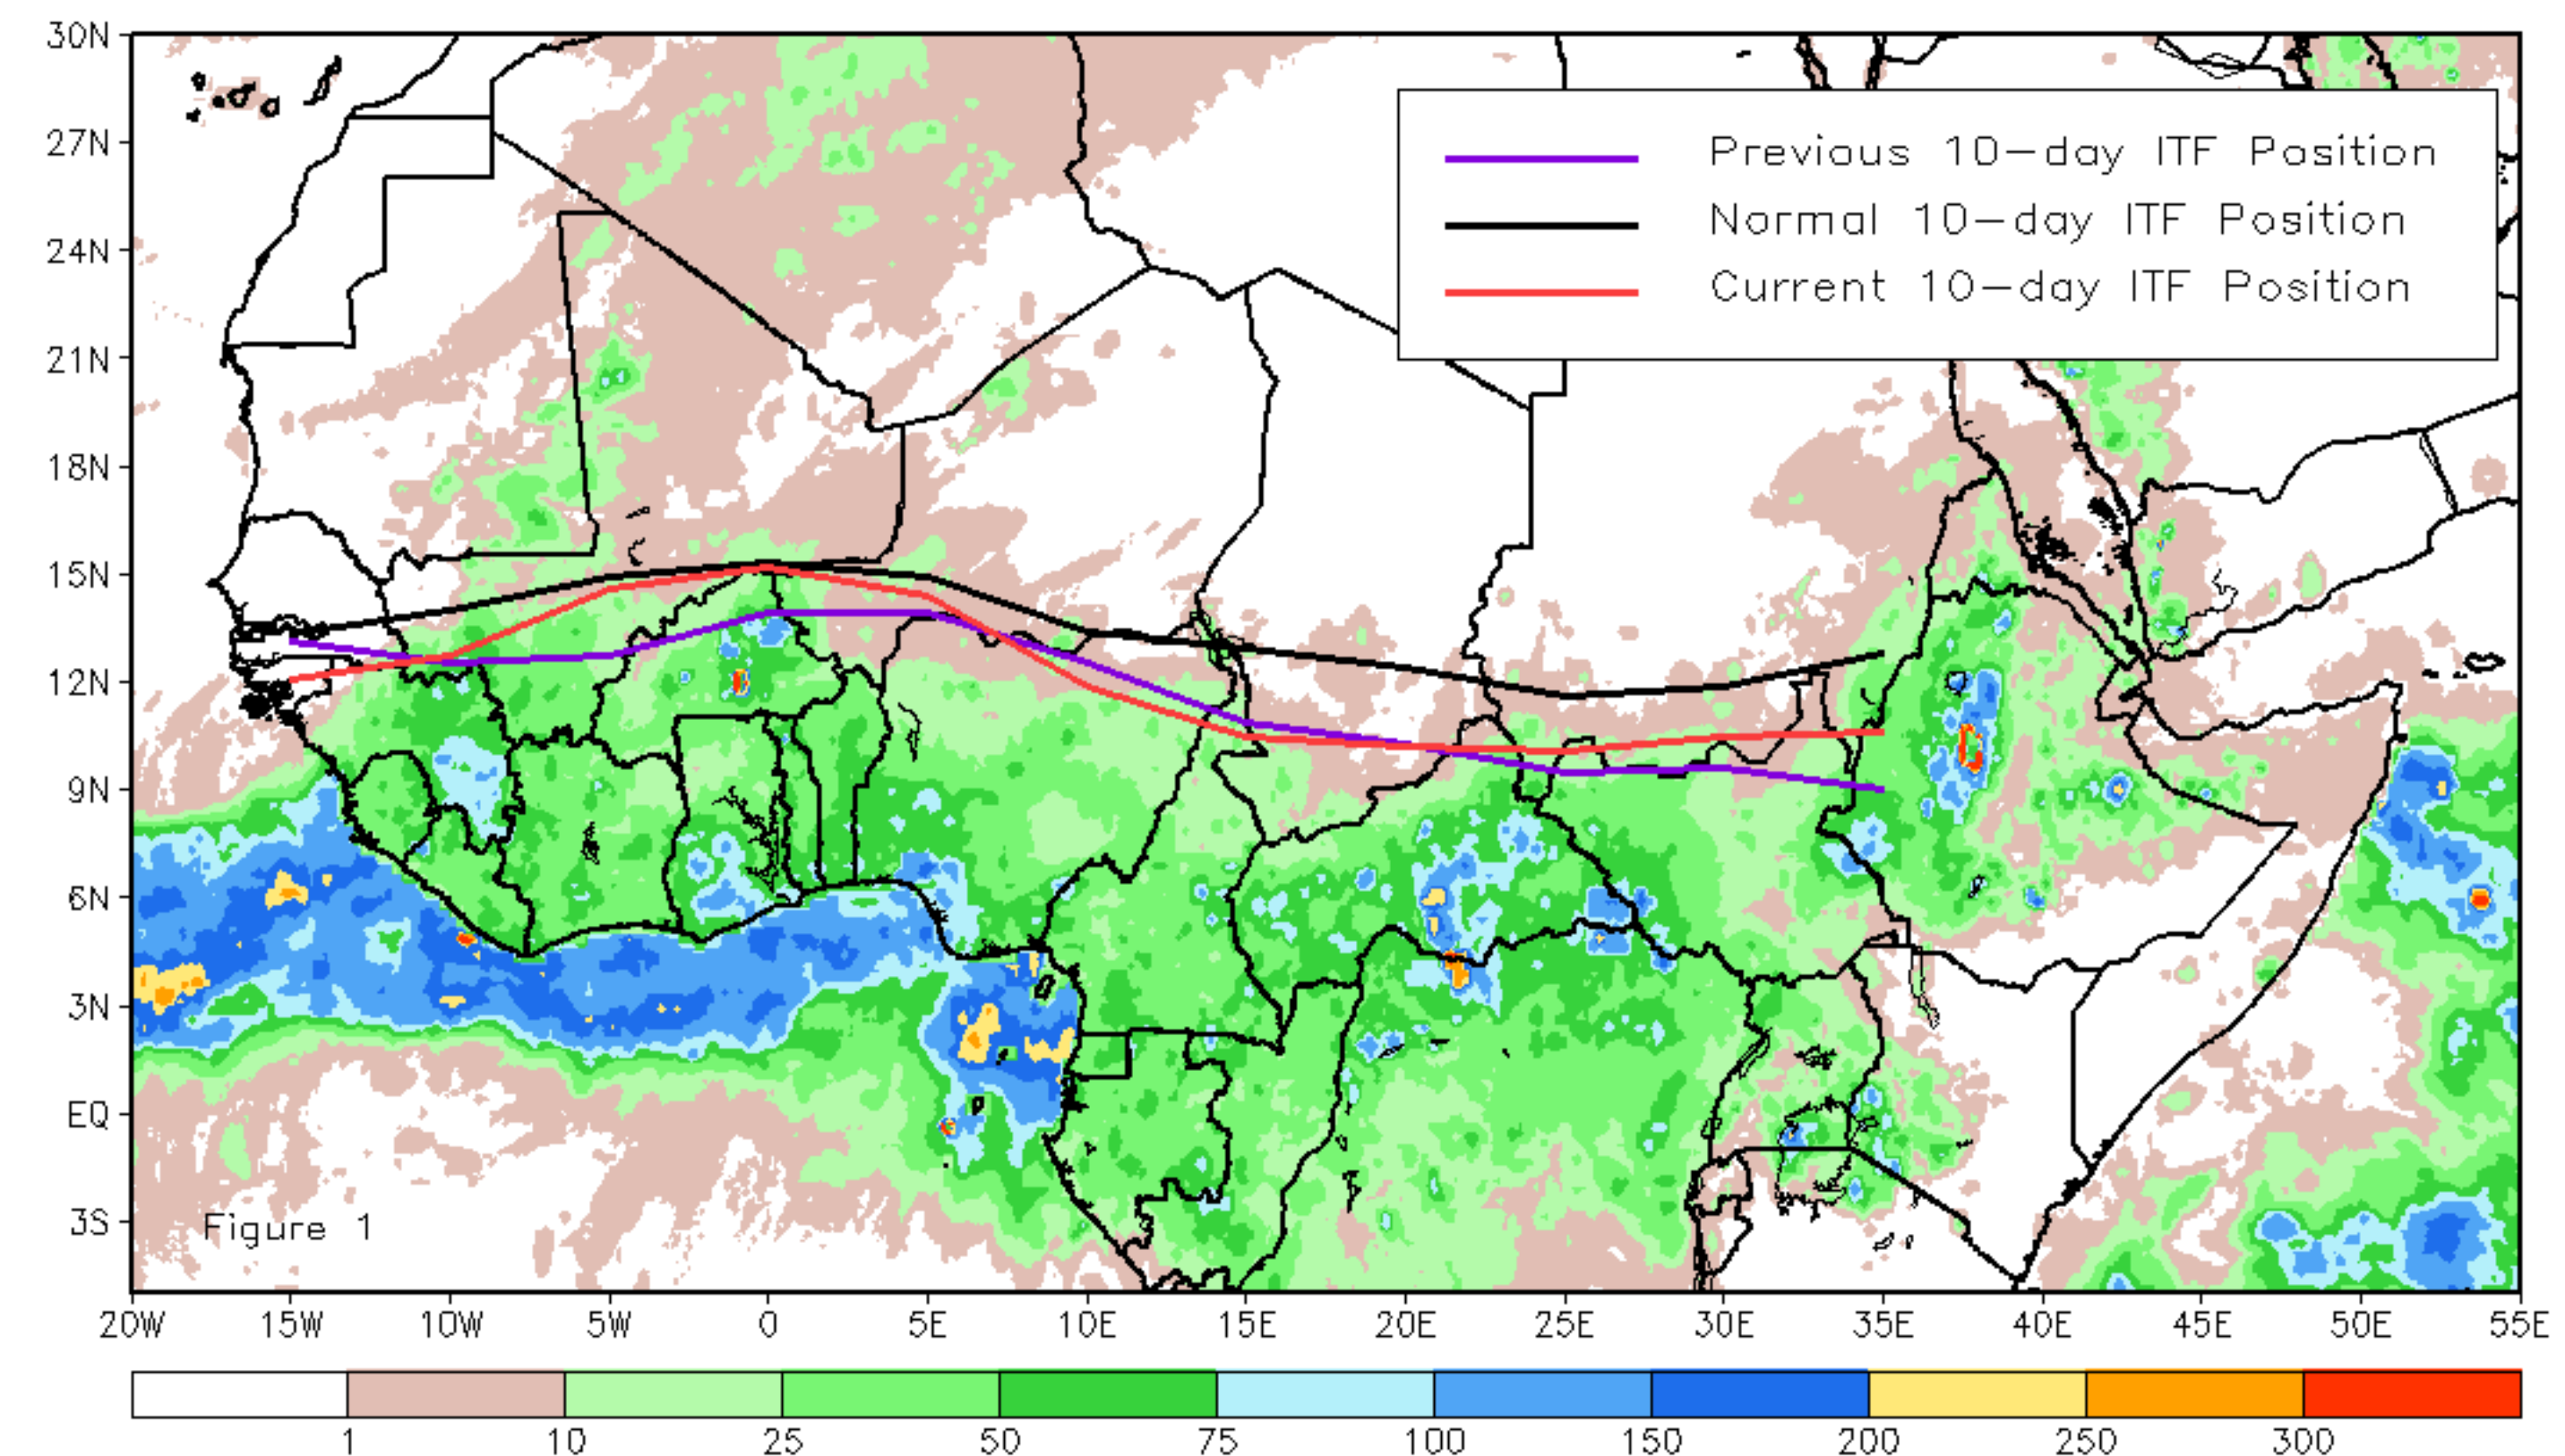 30N
27N
24N
21N
18N
15N
12N
9N
6N
3N
EQ
3S
Previous 10-day ITF Position
Normal 10-day ITF Position
Current 10-day ITF Position
Figure 1
20W 15W 10W 5W 0 5E 10E 15E 20E 25E 30E 35E 40E 45E 50E 55E
1 10 25 50 75 100 150 200 250 300